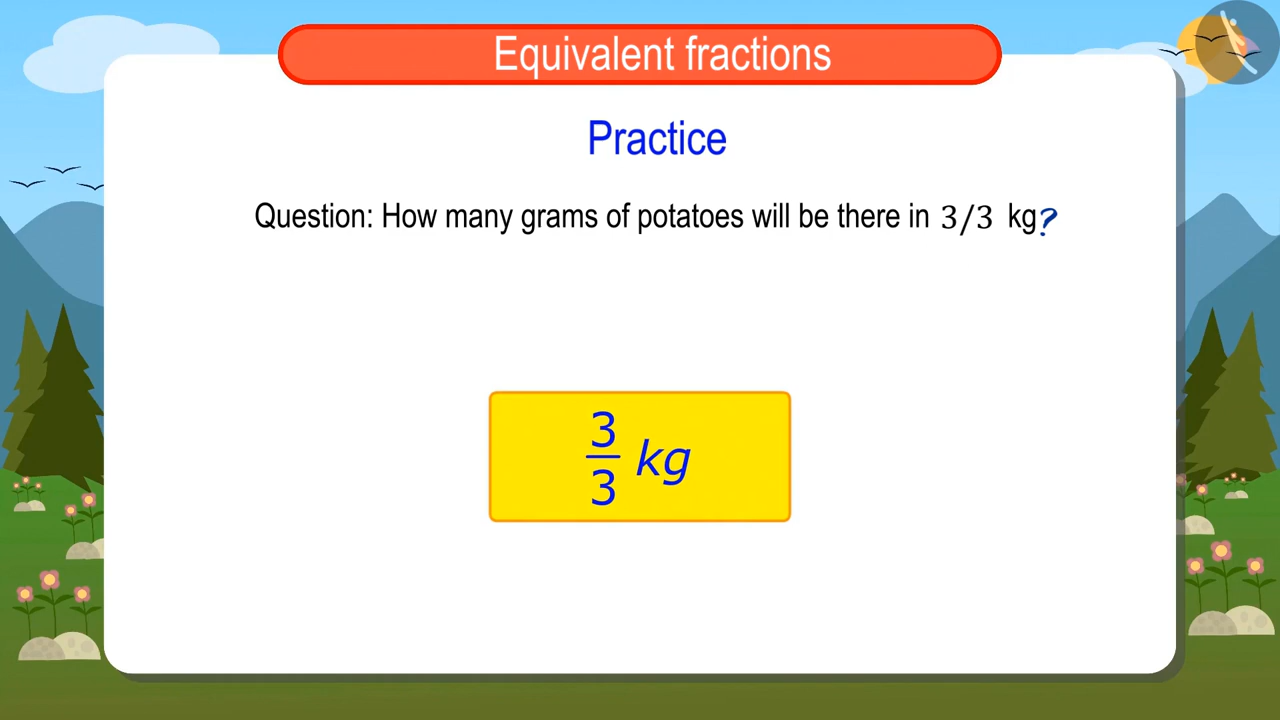 Equivalent fractions
Practice
Question: How many grams of potatoes will be there in 3/3 kg?
3
3 kg